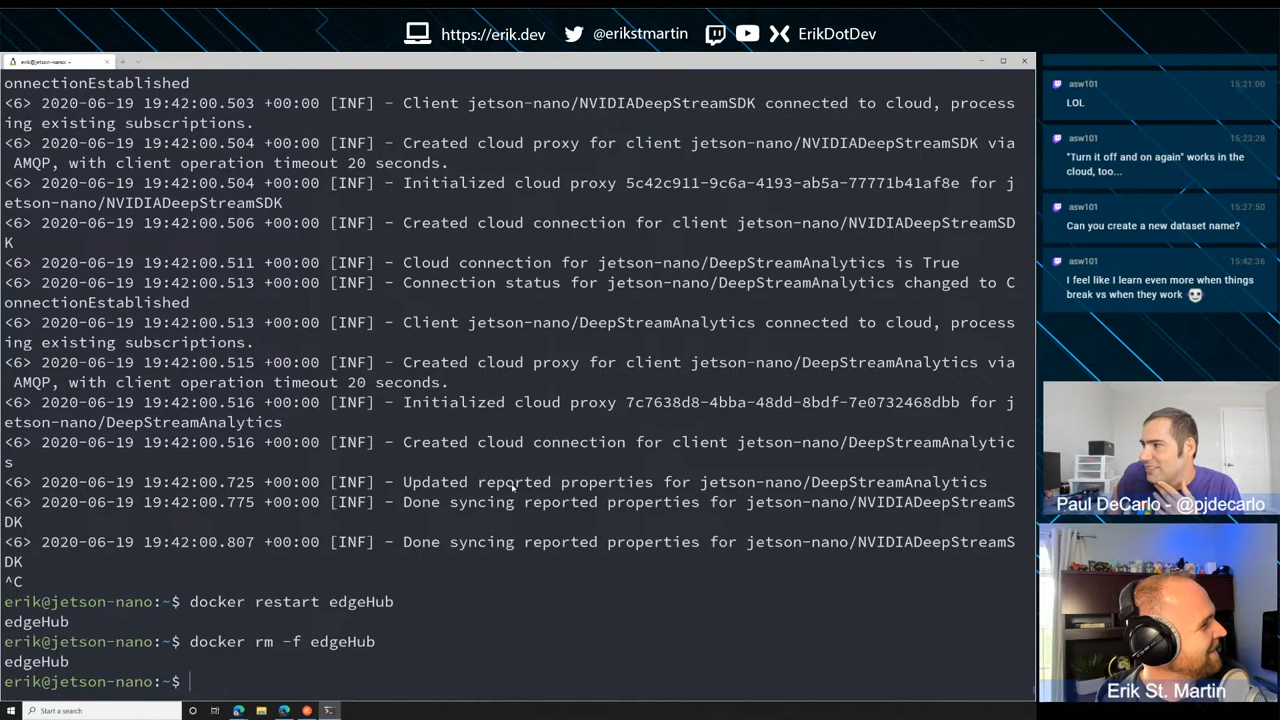 https://erik.dev @erikstmartin ErikDotDev
erik@jetson-nano: ~
onnectionEstablished
<6> 2020-06-19 19:42:00.503 +00:00 [INF] - Client jetson-nano/NVIDIADeepStreamSDK connected to cloud, process
ing existing subscriptions.
<6> 2020-06-19 19:42:00.504 +00:00 [INF] - Created cloud proxy for client jetson-nano/NVIDIADeepStreamSDK via
 AMQP, with client operation timeout 20 seconds.
<6> 2020-06-19 19:42:00.504 +00:00 [INF] - Initialized cloud proxy 5c42c911-9c6a-4193-ab5a-77771b41af8e for j
etson-nano/NVIDIADeepStreamSDK
<6> 2020-06-19 19:42:00.506 +00:00 [INF] - Created cloud connection for client jetson-nano/NVIDIADeepStreamSD
K
<6> 2020-06-19 19:42:00.511 +00:00 [INF] - Cloud connection for jetson-nano/DeepStreamAnalytics is True
<6> 2020-06-19 19:42:00.513 +00:00 [INF] - Connection status for jetson-nano/DeepStreamAnalytics changed to C
onnectionEstablished
<6> 2020-06-19 19:42:00.513 +00:00 [INF] - Client jetson-nano/DeepStreamAnalytics connected to cloud, process
ing existing subscriptions.
<6> 2020-06-19 19:42:00.515 +00:00 [INF] - Created cloud proxy for client jetson-nano/DeepStreamAnalytics via
 AMQP, with client operation timeout 20 seconds.
<6> 2020-06-19 19:42:00.516 +00:00 [INF] - Initialized cloud proxy 7c7638d8-4bba-48dd-8bdf-7e0732468dbb for j
etson-nano/DeepStreamAnalytics
<6> 2020-06-19 19:42:00.516 +00:00 [INF] - Created cloud connection for client jetson-nano/DeepStreamAnalytic
s
<6> 2020-06-19 19:42:00.725 +00:00 [INF] - Updated reported properties for jetson-nano/DeepStreamAnalytics
<6> 2020-06-19 19:42:00.775 +00:00 [INF] - Done syncing reported properties for jetson-nano/NVIDIADeepStreamS
DK
<6> 2020-06-19 19:42:00.807 +00:00 [INF] - Done syncing reported properties for jetson-nano/NVIDIADeepStreamS
DK
^C
erik@jetson-nano:~$ docker restart edgeHub
edgeHub
erik@jetson-nano:~$ docker rm -f edgeHub
edgeHub
erik@jetson-nano:~$
Start a search
asw101 15:21:00
LOL
asw101 15:23:28
"Turn it off and on again" works in the
cloud, too...
asw101 15:27:50
Can you create a new dataset name?
asw101 15:42:36
I feel like I learn even more when things
break vs when they work
Paul DeCarlo - @pjdecarlo
Erik St. Martin